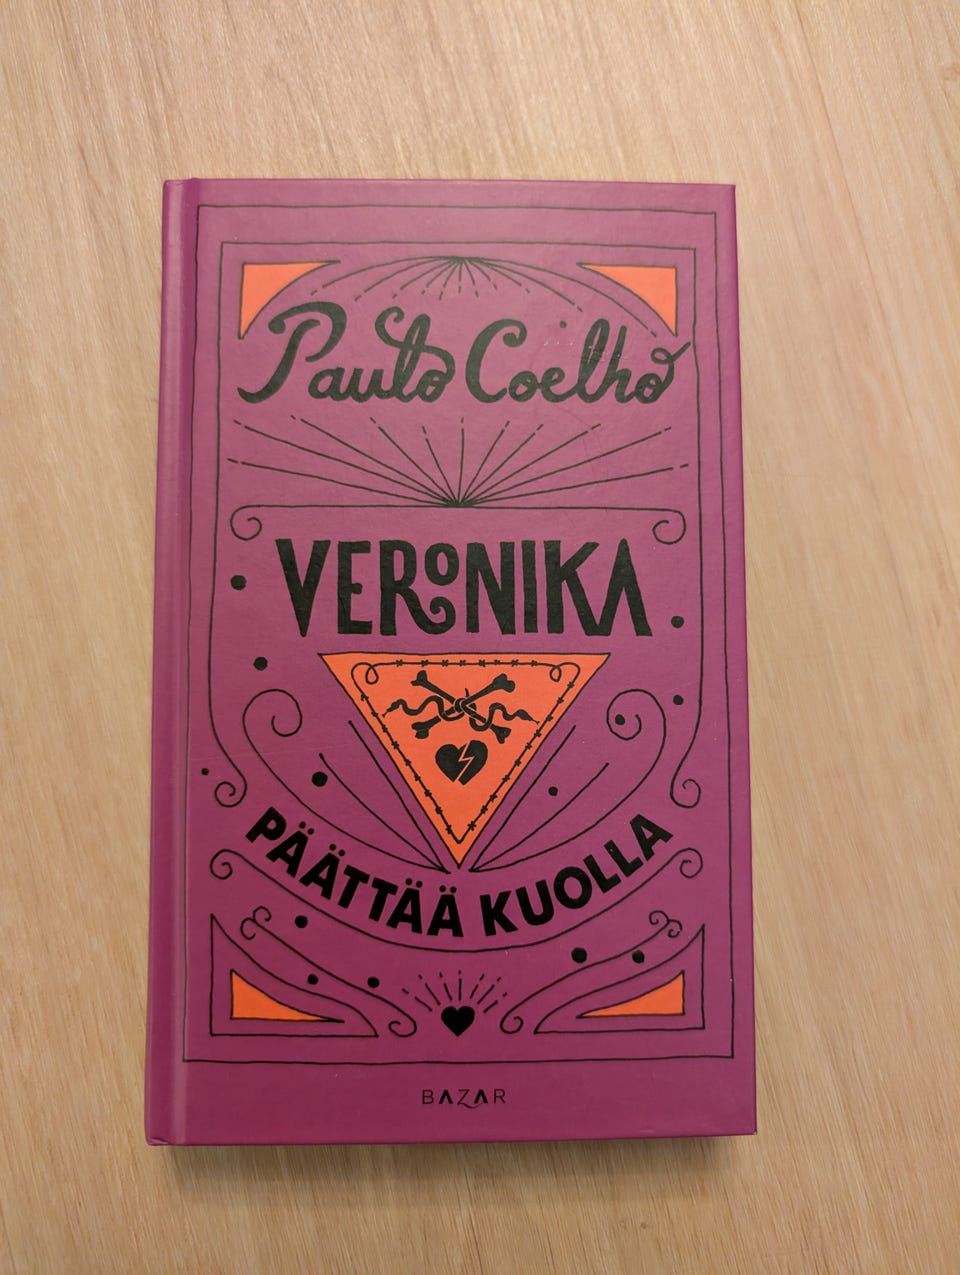 Paulo Coelho
VERONIKA
PÄÄTTÄÄ KUOLLA
BAZAR